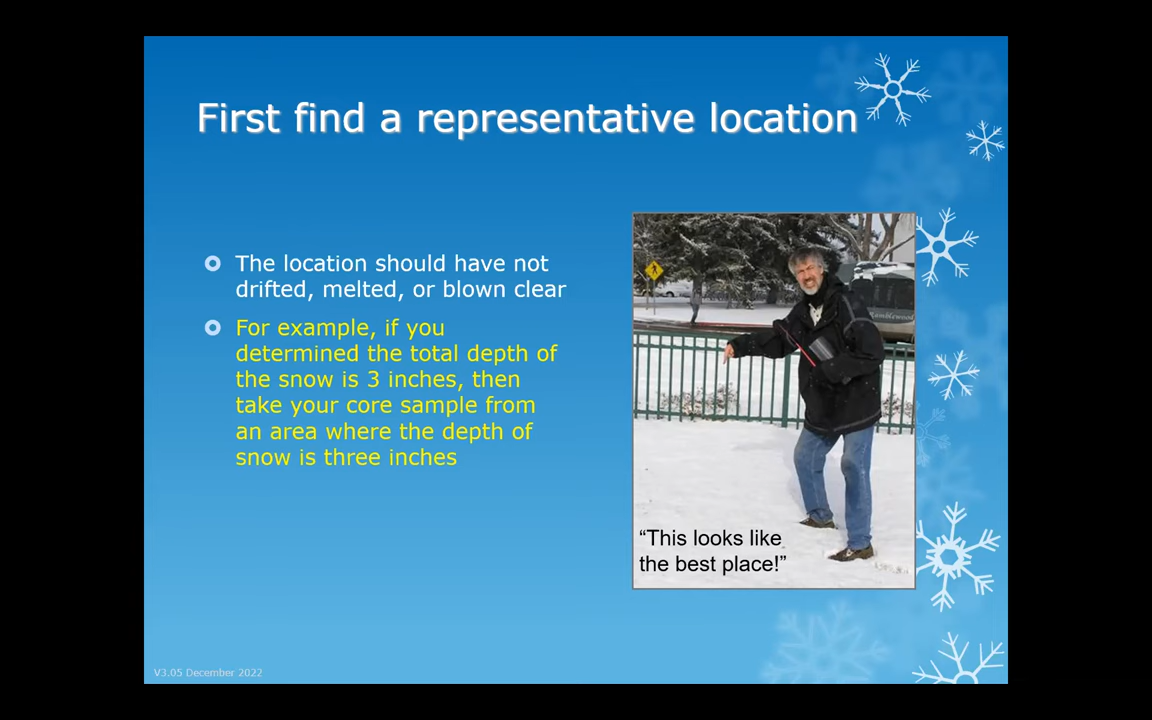 First find a representative location
The location should have not
drifted, melted, or blown clear
For example, if you
determined the total depth of
the snow is 3 inches, then
take your core sample from
an area where the depth of
snow is three inches
Ramblewood
“This looks like
the best place!”
V3.05 December 2022